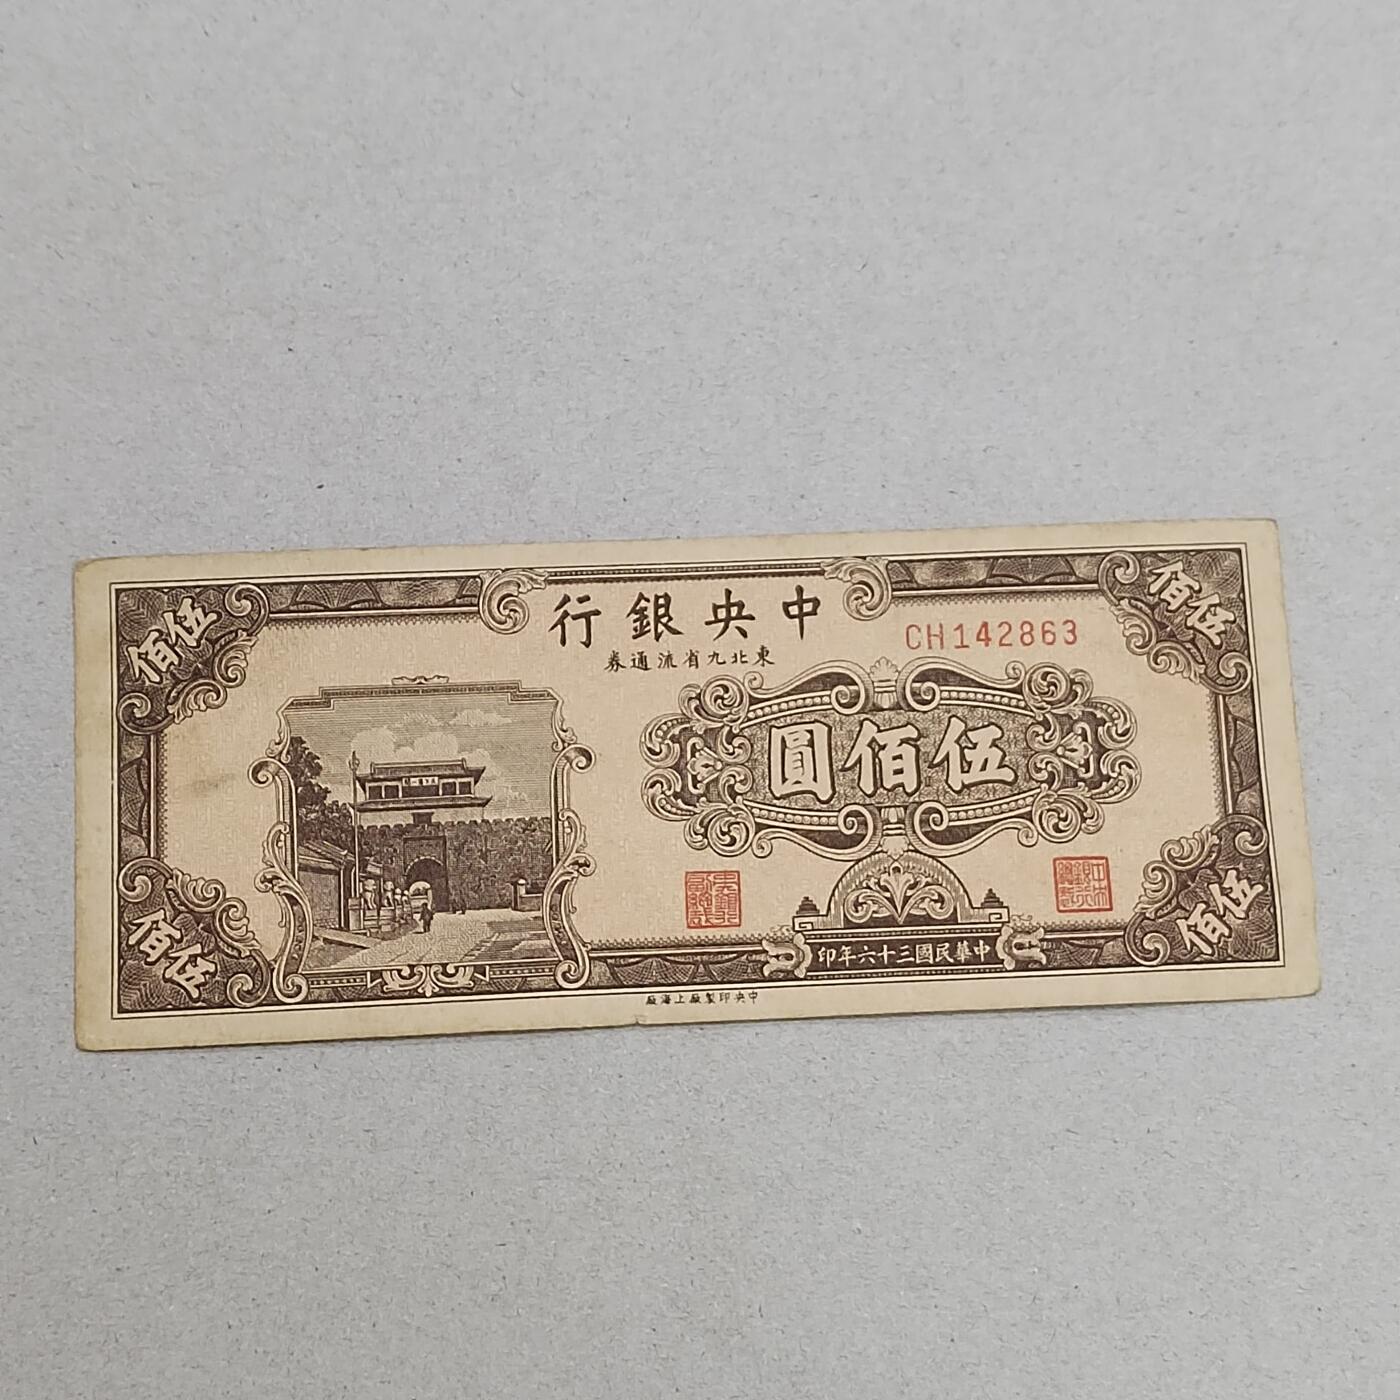 中央銀行
東北九省流通券
CH142863
伍佰
伍佰
伍佰圓
伍佰
伍佰
中華民國三十六年印
中央印製廠上海廠